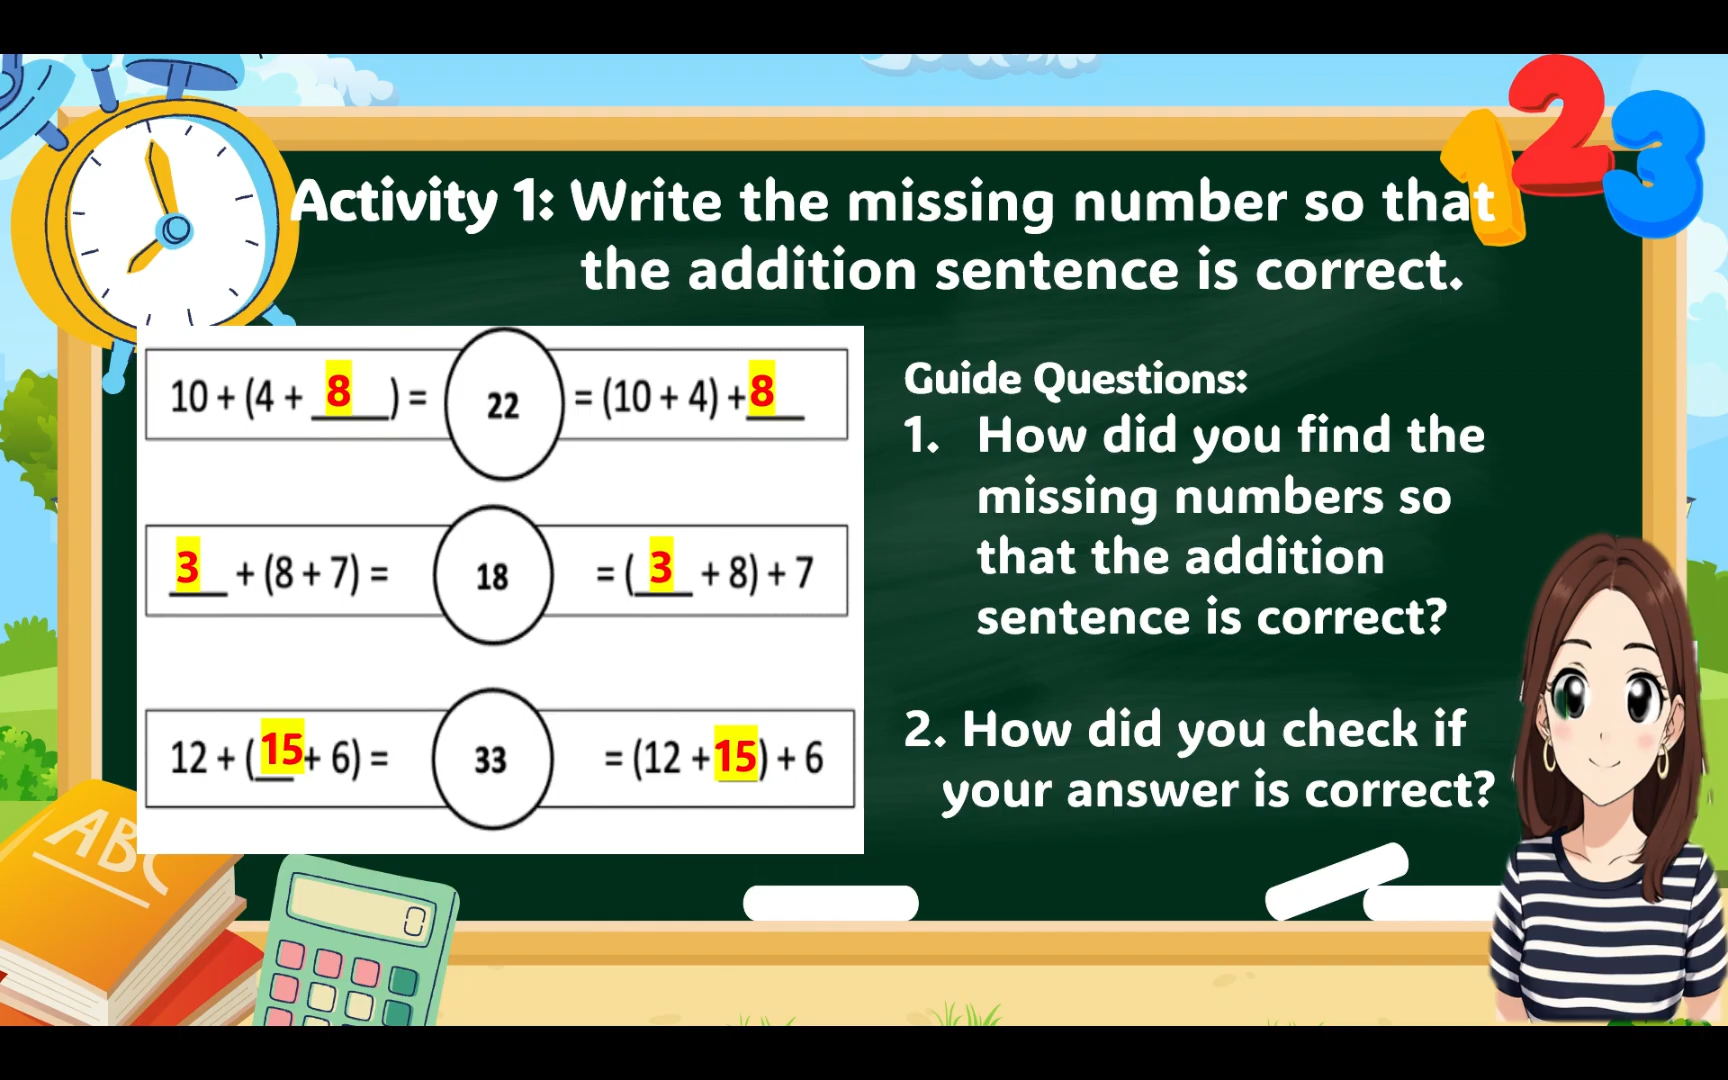 123
Activity 1: Write the missing number so that
the addition sentence is correct.
10 + (4 + 8) = 22 = (10 + 4) + 8
3 + (8 + 7) = 18 = (3 + 8) + 7
12 + (15 + 6) = 33 = (12 + 15) + 6
Guide Questions:
1. How did you find the
missing numbers so
that the addition
sentence is correct?
2. How did you check if
your answer is correct?
ABC
0